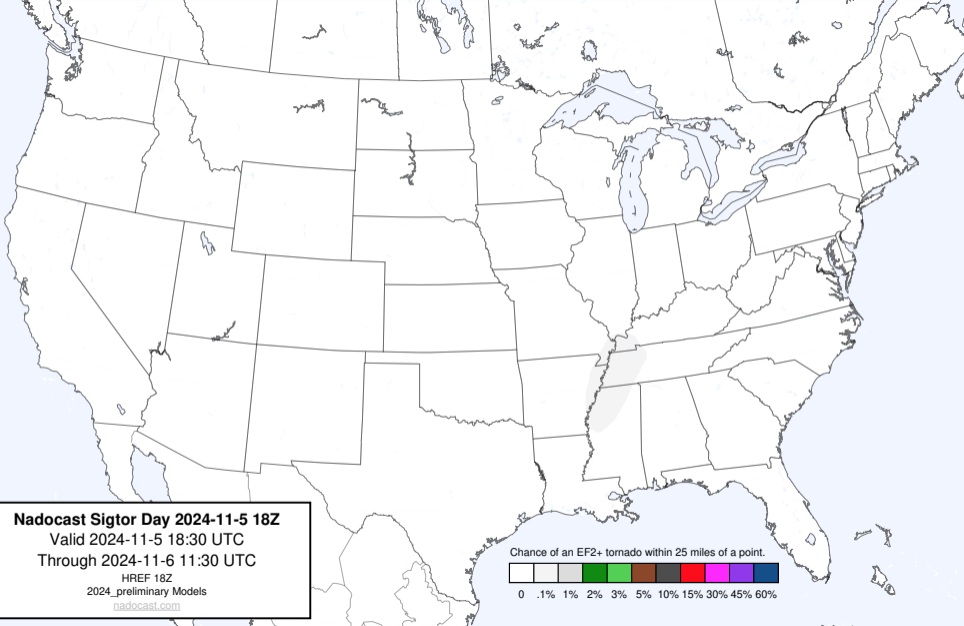 Nadocast Sigtor Day 2024-11-5 18Z
Valid 2024-11-5 18:30 UTC
Through 2024-11-6 11:30 UTC
HREF 18Z
2024_preliminary Models
nadocast.com
Chance of an EF2+ tornado within 25 miles of a point.
0 .1% 1% 2% 3% 5% 10% 15% 30% 45% 60%